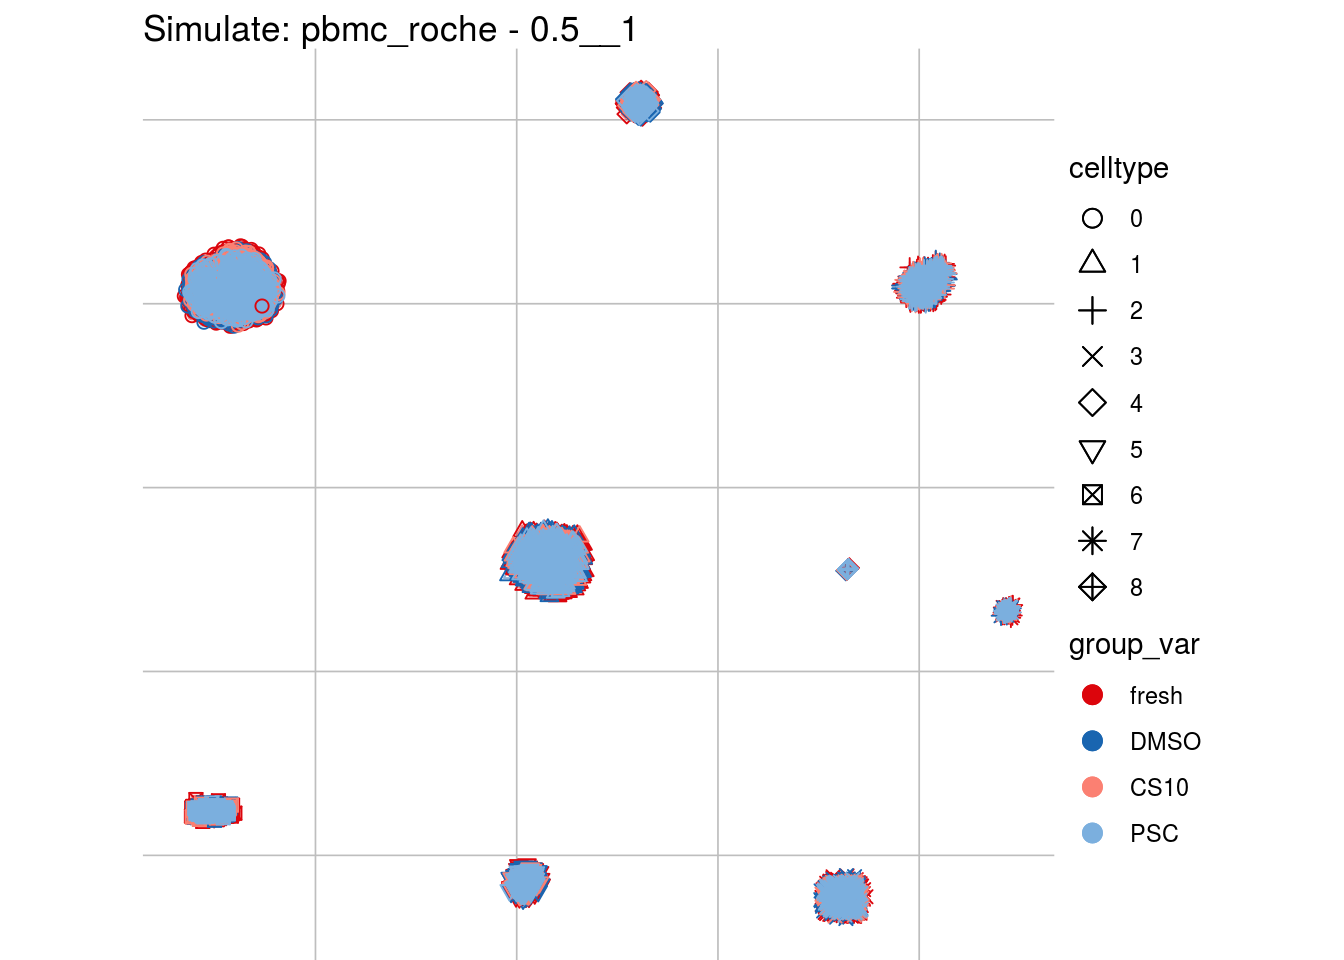 Simulate: pbmc_roche - 0.5__1
celltype
0
1
2
3
4
5
6
7
8
group_var
fresh
DMSO
CS10
PSC